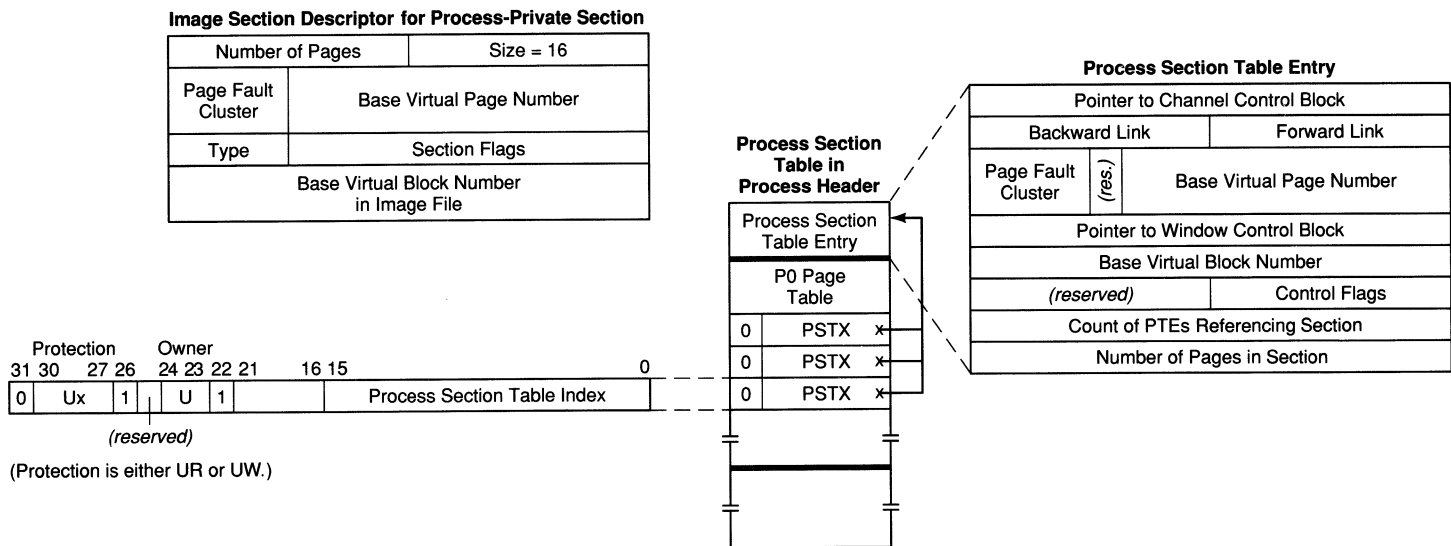 Image Section Descriptor for Process-Private Section
Number of Pages
Size = 16
Page Fault
Cluster
Base Virtual Page Number
Type
Section Flags
Base Virtual Block Number
in Image File
Process Section
Table in
Process Header
Process Section
Table Entry
P0 Page
Table
0 PSTX x
0 PSTX x
0 PSTX x
Process Section Table Entry
Pointer to Channel Control Block
Backward Link
Forward Link
Page Fault
Cluster
(res.)
Base Virtual Page Number
Pointer to Window Control Block
Base Virtual Block Number
(reserved)
Control Flags
Count of PTEs Referencing Section
Number of Pages in Section
Protection Owner
31 30 27 26 24 23 22 21 16 15 0
0 Ux 1 U 1 Process Section Table Index
(reserved)
(Protection is either UR or UW.)